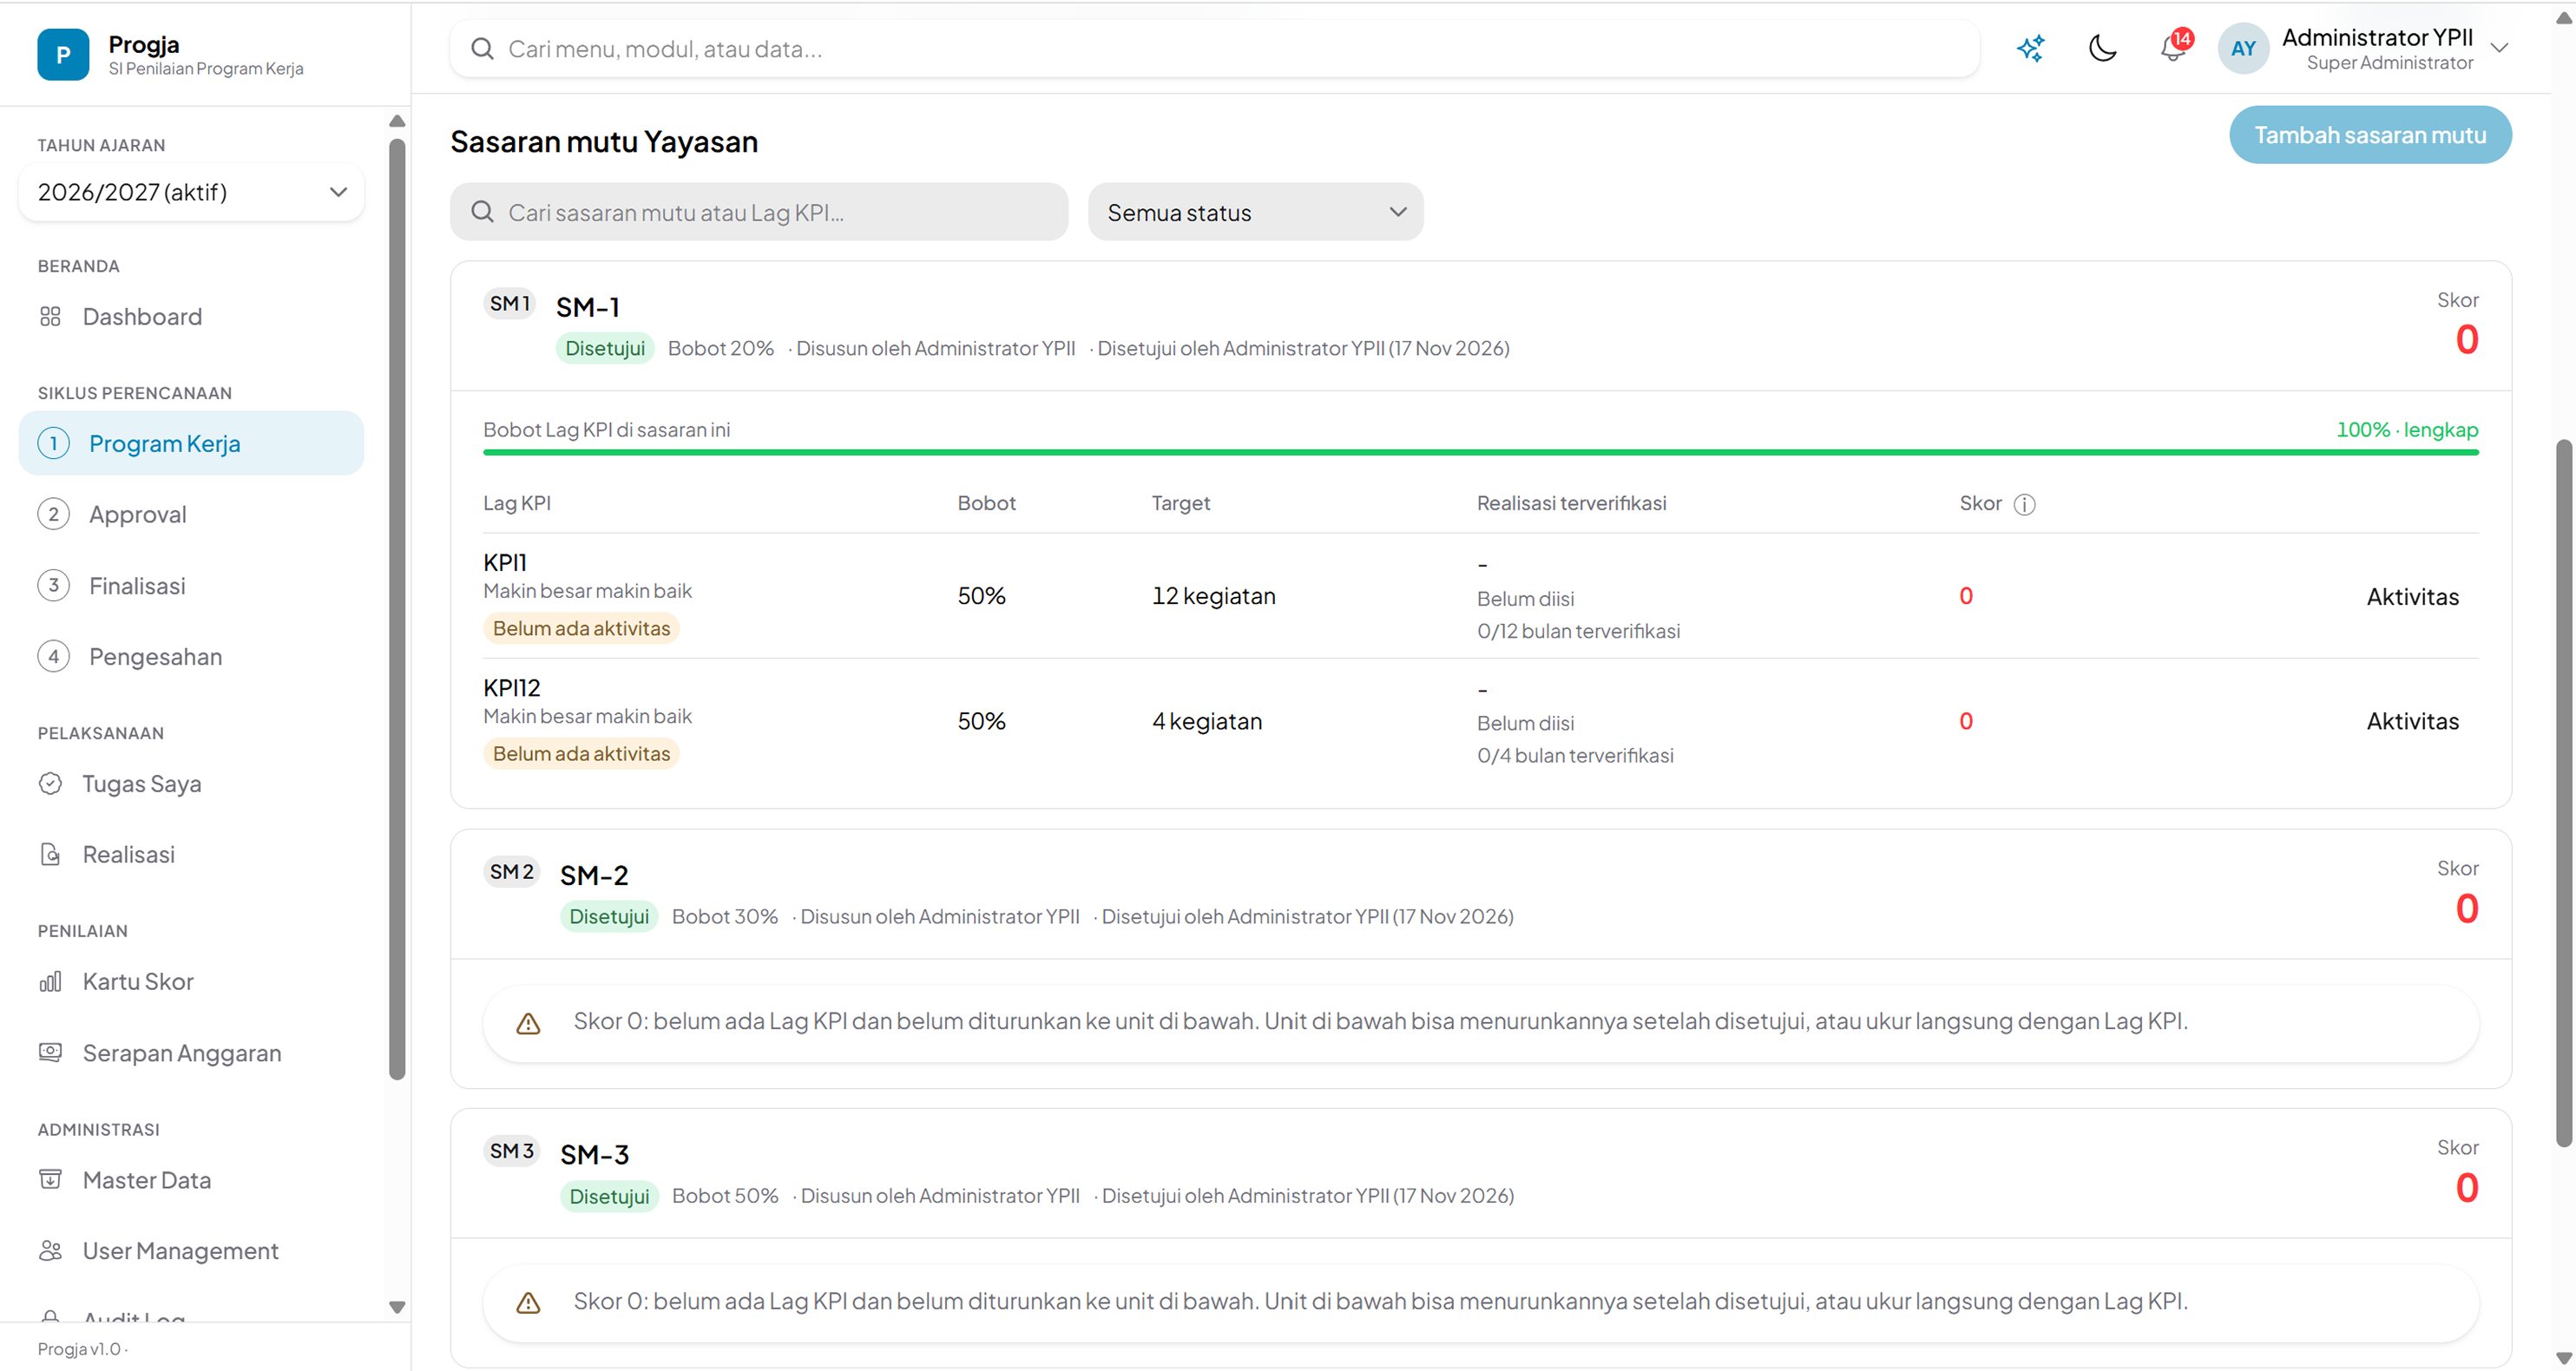 P
Progja
SI Penilaian Program Kerja
Cari menu, modul, atau data...
14
AY
Administrator YPII
Super Administrator
TAHUN AJARAN
2026/2027 (aktif)
BERANDA
Dashboard
SIKLUS PERENCANAAN
1 Program Kerja
2 Approval
3 Finalisasi
4 Pengesahan
PELAKSANAAN
Tugas Saya
Realisasi
PENILAIAN
Kartu Skor
Serapan Anggaran
ADMINISTRASI
Master Data
User Management
Audit Log
Progja v1.0 ·
Sasaran mutu Yayasan
Tambah sasaran mutu
Cari sasaran mutu atau Lag KPI...
Semua status
SM 1 SM-1
Skor
0
Disetujui Bobot 20% · Disusun oleh Administrator YPII · Disetujui oleh Administrator YPII (17 Nov 2026)
Bobot Lag KPI di sasaran ini 100% · lengkap
Lag KPI Bobot Target Realisasi terverifikasi Skor
KPI1
Makin besar makin baik
Belum ada aktivitas
50%
12 kegiatan
-
Belum diisi
0/12 bulan terverifikasi
0
Aktivitas
KPI12
Makin besar makin baik
Belum ada aktivitas
50%
4 kegiatan
-
Belum diisi
0/4 bulan terverifikasi
0
Aktivitas
SM 2 SM-2
Skor
0
Disetujui Bobot 30% · Disusun oleh Administrator YPII · Disetujui oleh Administrator YPII (17 Nov 2026)
Skor 0: belum ada Lag KPI dan belum diturunkan ke unit di bawah. Unit di bawah bisa menurunkannya setelah disetujui, atau ukur langsung dengan Lag KPI.
SM 3 SM-3
Skor
0
Disetujui Bobot 50% · Disusun oleh Administrator YPII · Disetujui oleh Administrator YPII (17 Nov 2026)
Skor 0: belum ada Lag KPI dan belum diturunkan ke unit di bawah. Unit di bawah bisa menurunkannya setelah disetujui, atau ukur langsung dengan Lag KPI.